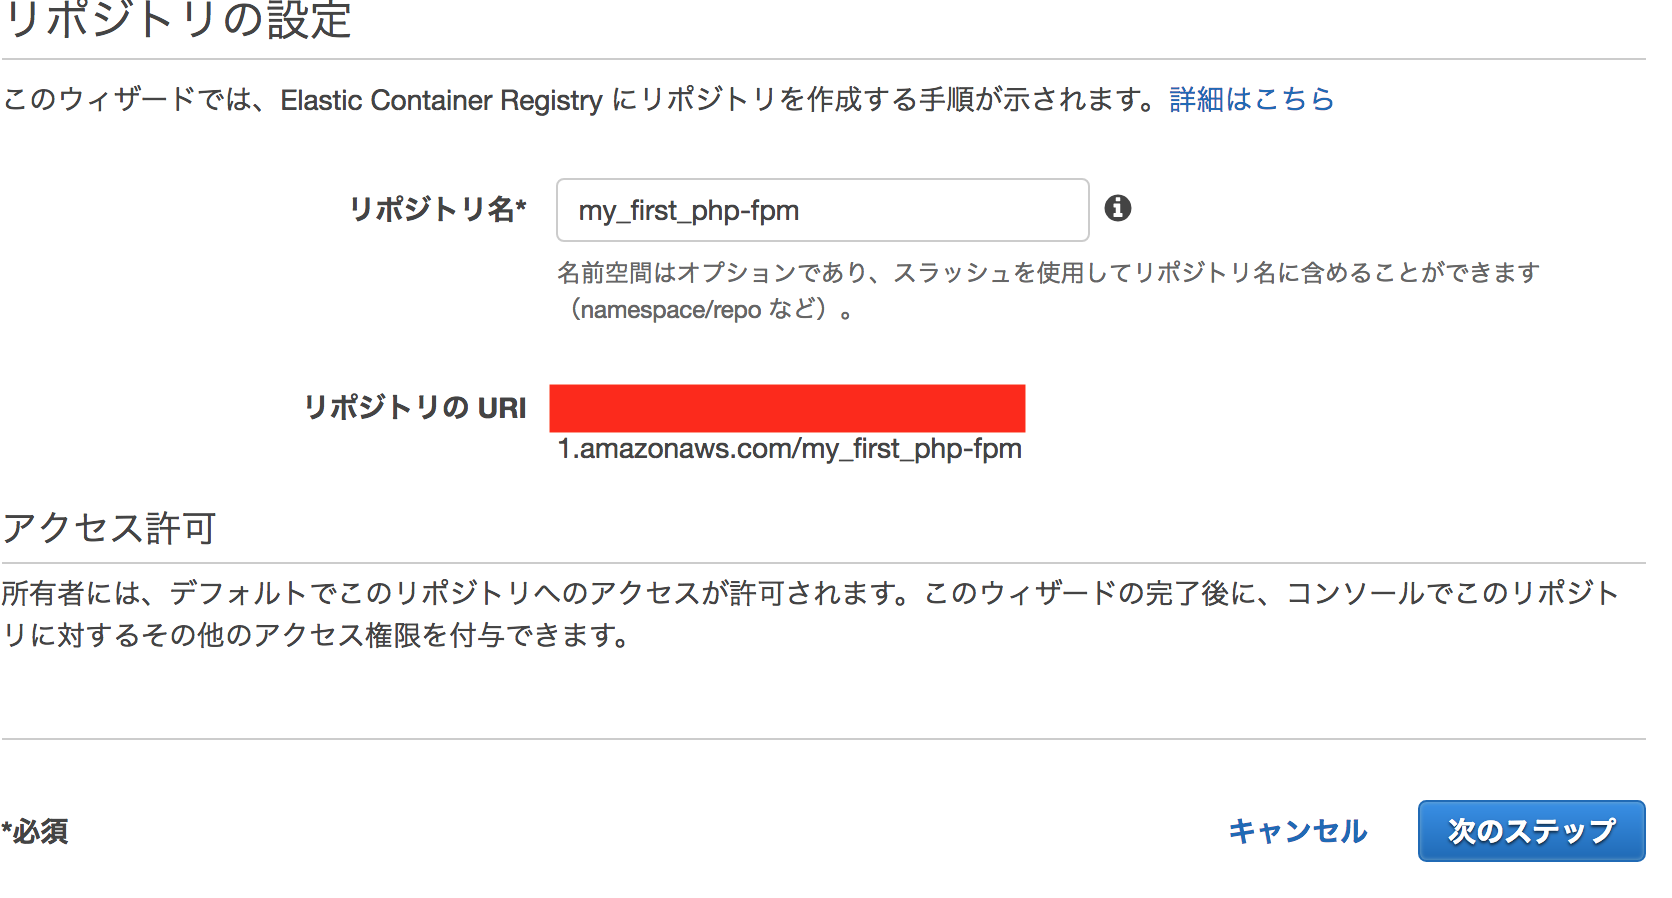 リポジトリの設定
このウィザードでは、Elastic Container Registry にリポジトリを作成する手順が示されます。詳細はこちら
リポジトリ名* my_first_php-fpm
名前空間はオプションであり、スラッシュを使用してリポジトリ名に含めることができます
（namespace/repo など）。
リポジトリの URI
1.amazonaws.com/my_first_php-fpm
アクセス許可
所有者には、デフォルトでこのリポジトリへのアクセスが許可されます。このウィザードの完了後に、コンソールでこのリポジト
リに対するその他のアクセス権限を付与できます。
*必須 キャンセル 次のステップ